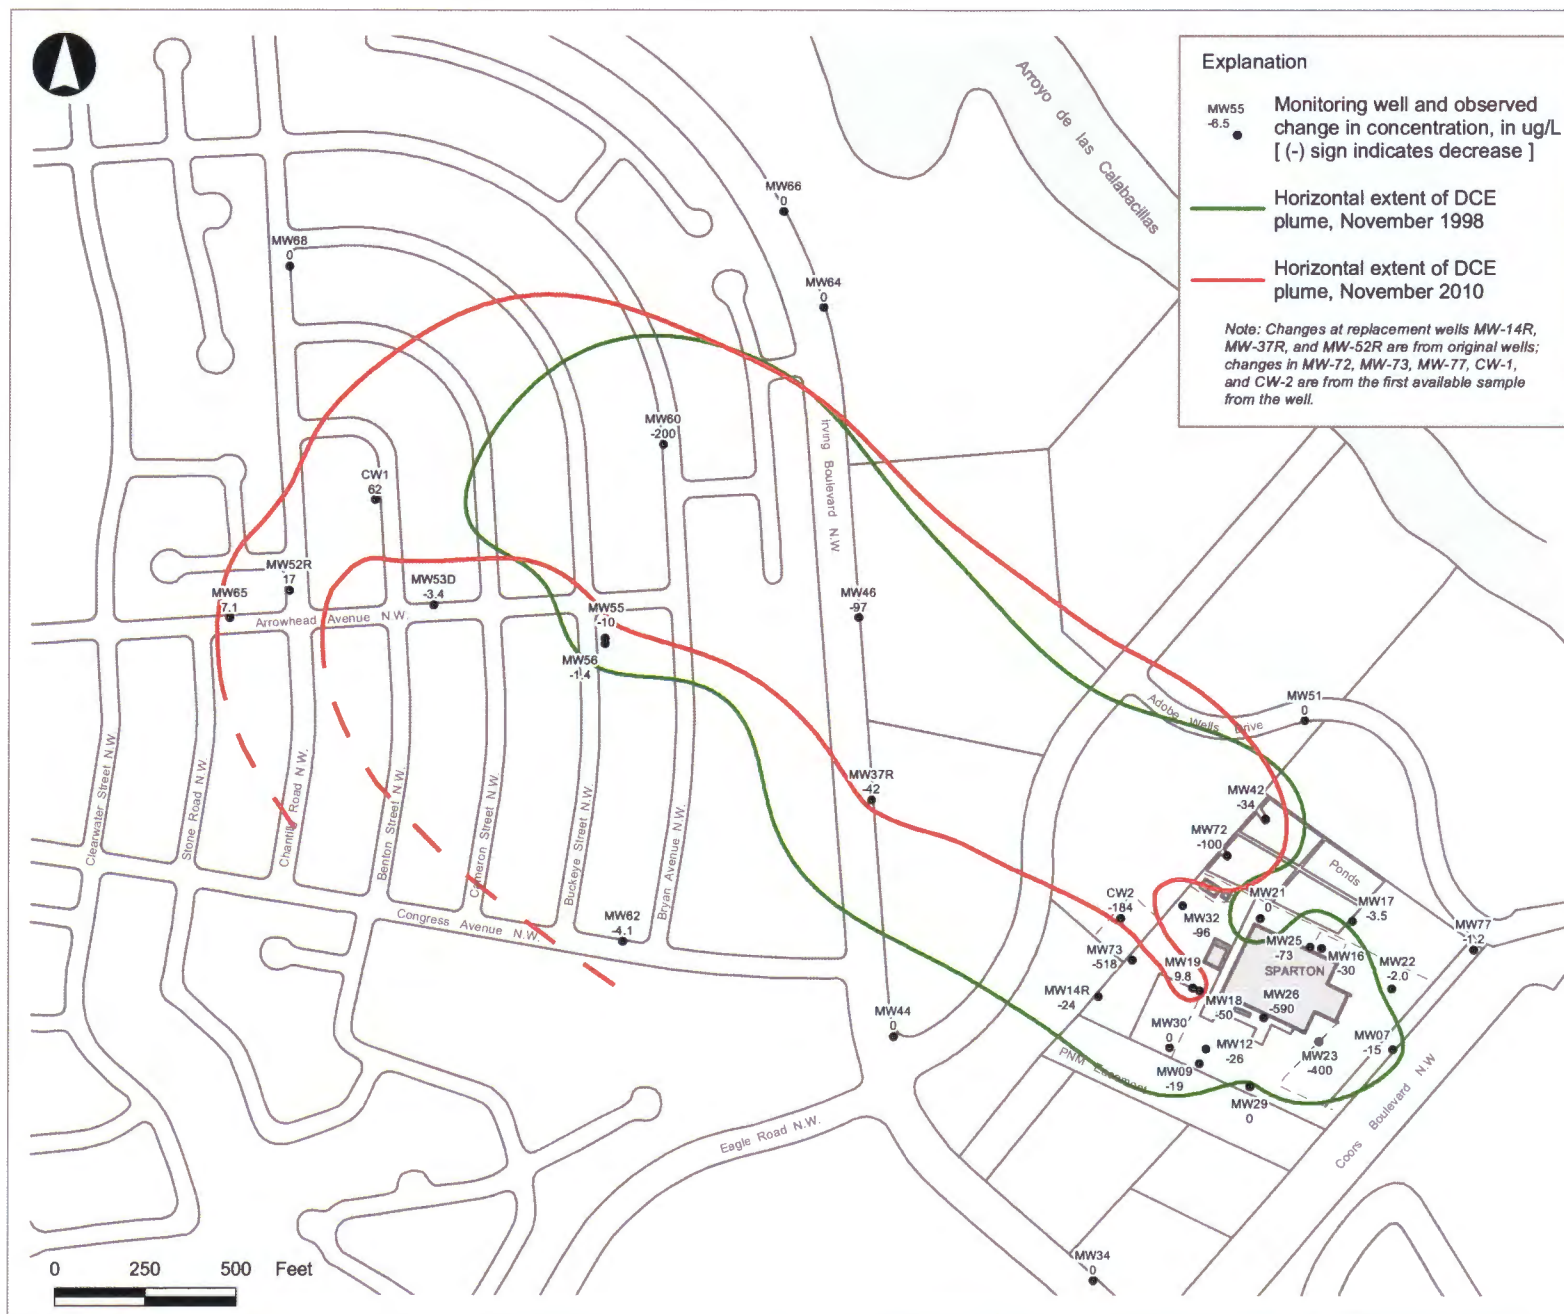 Explanation
MW55
-6.5
Monitoring well and observed
change in concentration, in ug/L
[ (-) sign indicates decrease ]
Horizontal extent of DCE
plume, November 1998
Horizontal extent of DCE
plume, November 2010
Note: Changes at replacement wells MW-14R,
MW-37R, and MW-52R are from original wells;
changes in MW-72, MW-73, MW-77, CW-1,
and CW-2 are from the first available sample
from the well.
Arroyo de las Calabacillas
MW66
0
MW68
0
MW64
0
MW60
-200
Irving Boulevard N.W.
CW1
62
MW52R
17
MW53D
-3.4
MW65
7.1
Arrowhead Avenue N.W.
MW55
-10
MW46
-97
MW56
-1.4
MW51
0
Adobe Wells Drive
MW37R
-42
MW42
-34
MW72
-100
Ponds
Clearwater Street N.W.
Stone Road N.W.
Chantilly Road N.W.
Benton Street N.W.
Cameron Street N.W.
Buckeye Street N.W.
Bryan Avenue N.W.
CW2
-184
MW21
0
MW17
-3.5
MW32
-96
MW62
-4.1
Congress Avenue N.W.
MW77
-1.2
MW73
-518
MW25
-73
MW16
-30
MW19
9.8
SPARTON
MW22
-2.0
MW14R
-24
MW18
-50
MW26
-590
MW44
0
MW30
0
MW12
-26
MW07
-15
MW23
-400
PNM Easement
MW09
-19
MW29
0
Coors Boulevard N.W
Eagle Road N.W.
MW34
0
0 250 500 Feet